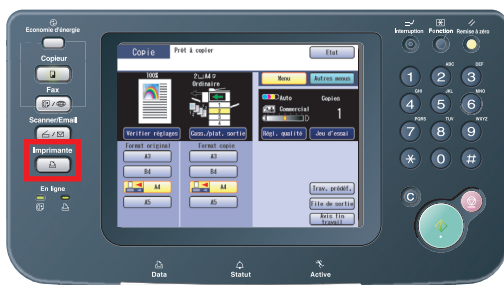 Economie d'énergie
Copieur
Fax
Scanner/Email
Imprimante
En ligne
Copie
Prêt à copier
Etat
100%
Ordinaire
Vérifier réglages
Cass./plat. sortie
Menu
Autres menus
Auto
Copies
Commercial
1
Régl. qualité
Jeu d'essai
Format original
Format copie
A3
A3
B4
B4
A4
A4
A5
A5
Trav. prédéf.
File de sortie
Avis fin
travail
Interruption
Fonction
Remise à zéro
1
ABC
2
DEF
3
GHI
4
JKL
5
MNO
6
PQRS
7
TUV
8
WXYZ
9
*
0
#
C
Data
Statut
Active